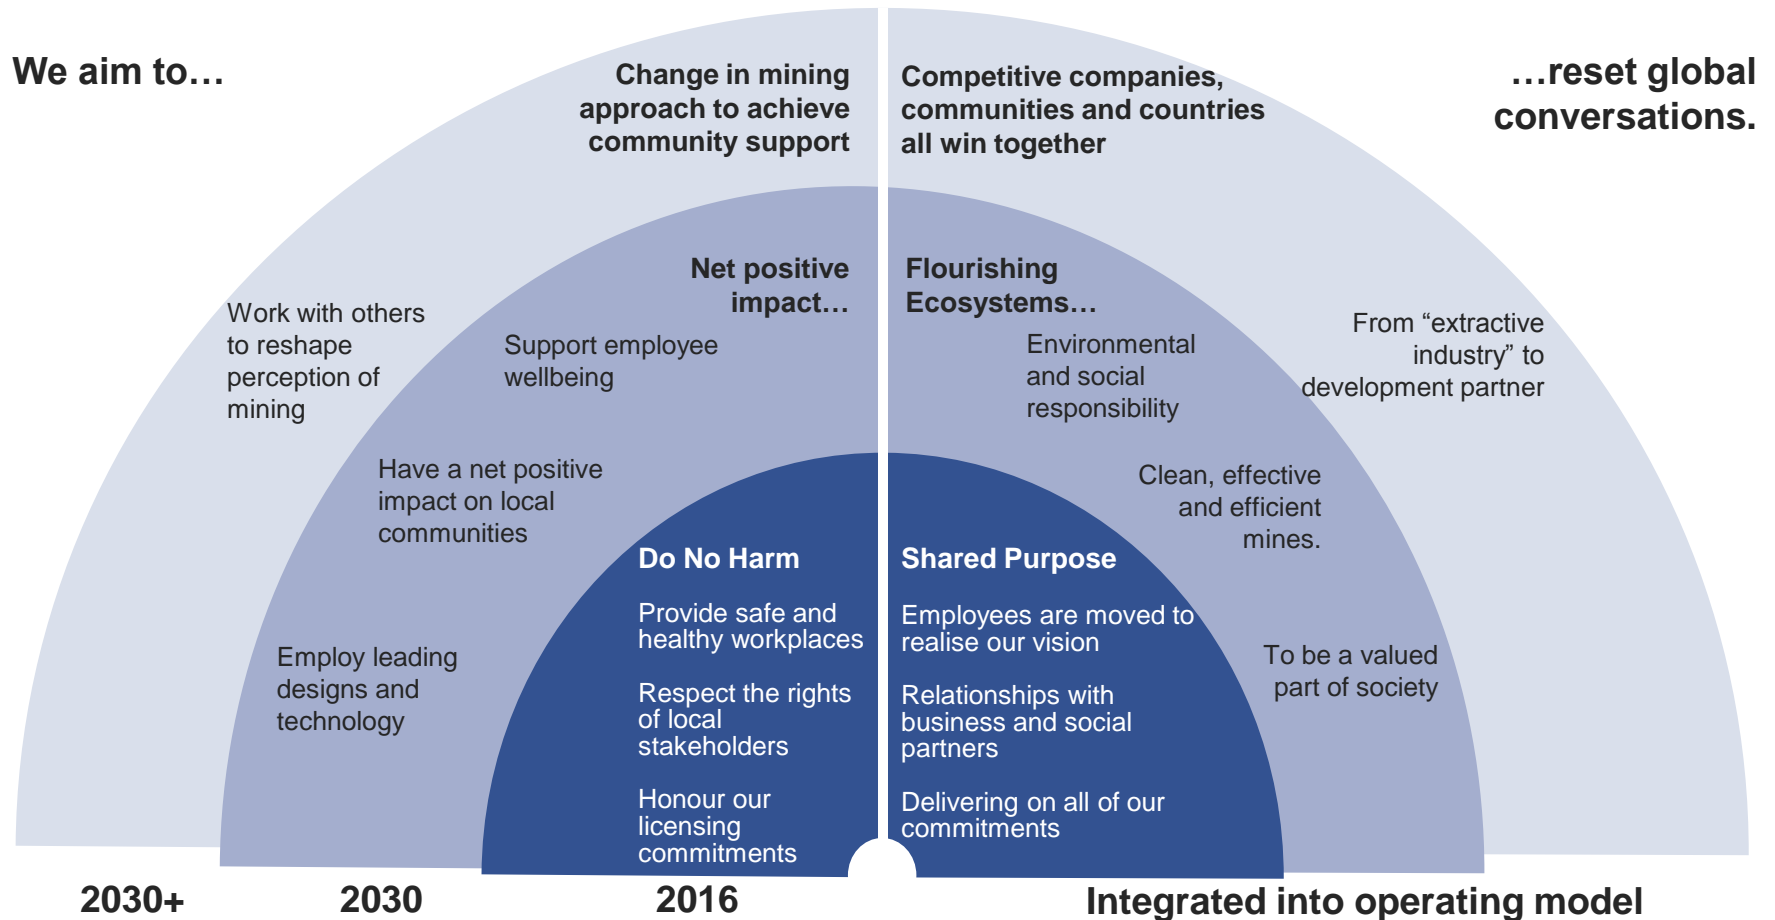 We aim to…
Change in mining
approach to achieve
community support
Competitive companies,
communities and countries
all win together
…reset global
conversations.
Net positive
impact…
Flourishing
Ecosystems…
Work with others
to reshape
perception of
mining
Support employee
wellbeing
Environmental
and social
responsibility
From “extractive
industry” to
development partner
Have a net positive
impact on local
communities
Clean, effective
and efficient
mines.
Employ leading
designs and
technology
To be a valued
part of society
Do No Harm
Provide safe and
healthy workplaces
Respect the rights
of local
stakeholders
Honour our
licensing
commitments
Shared Purpose
Employees are moved to
realise our vision
Relationships with
business and social
partners
Delivering on all of our
commitments
2030+
2030
2016
Integrated into operating model